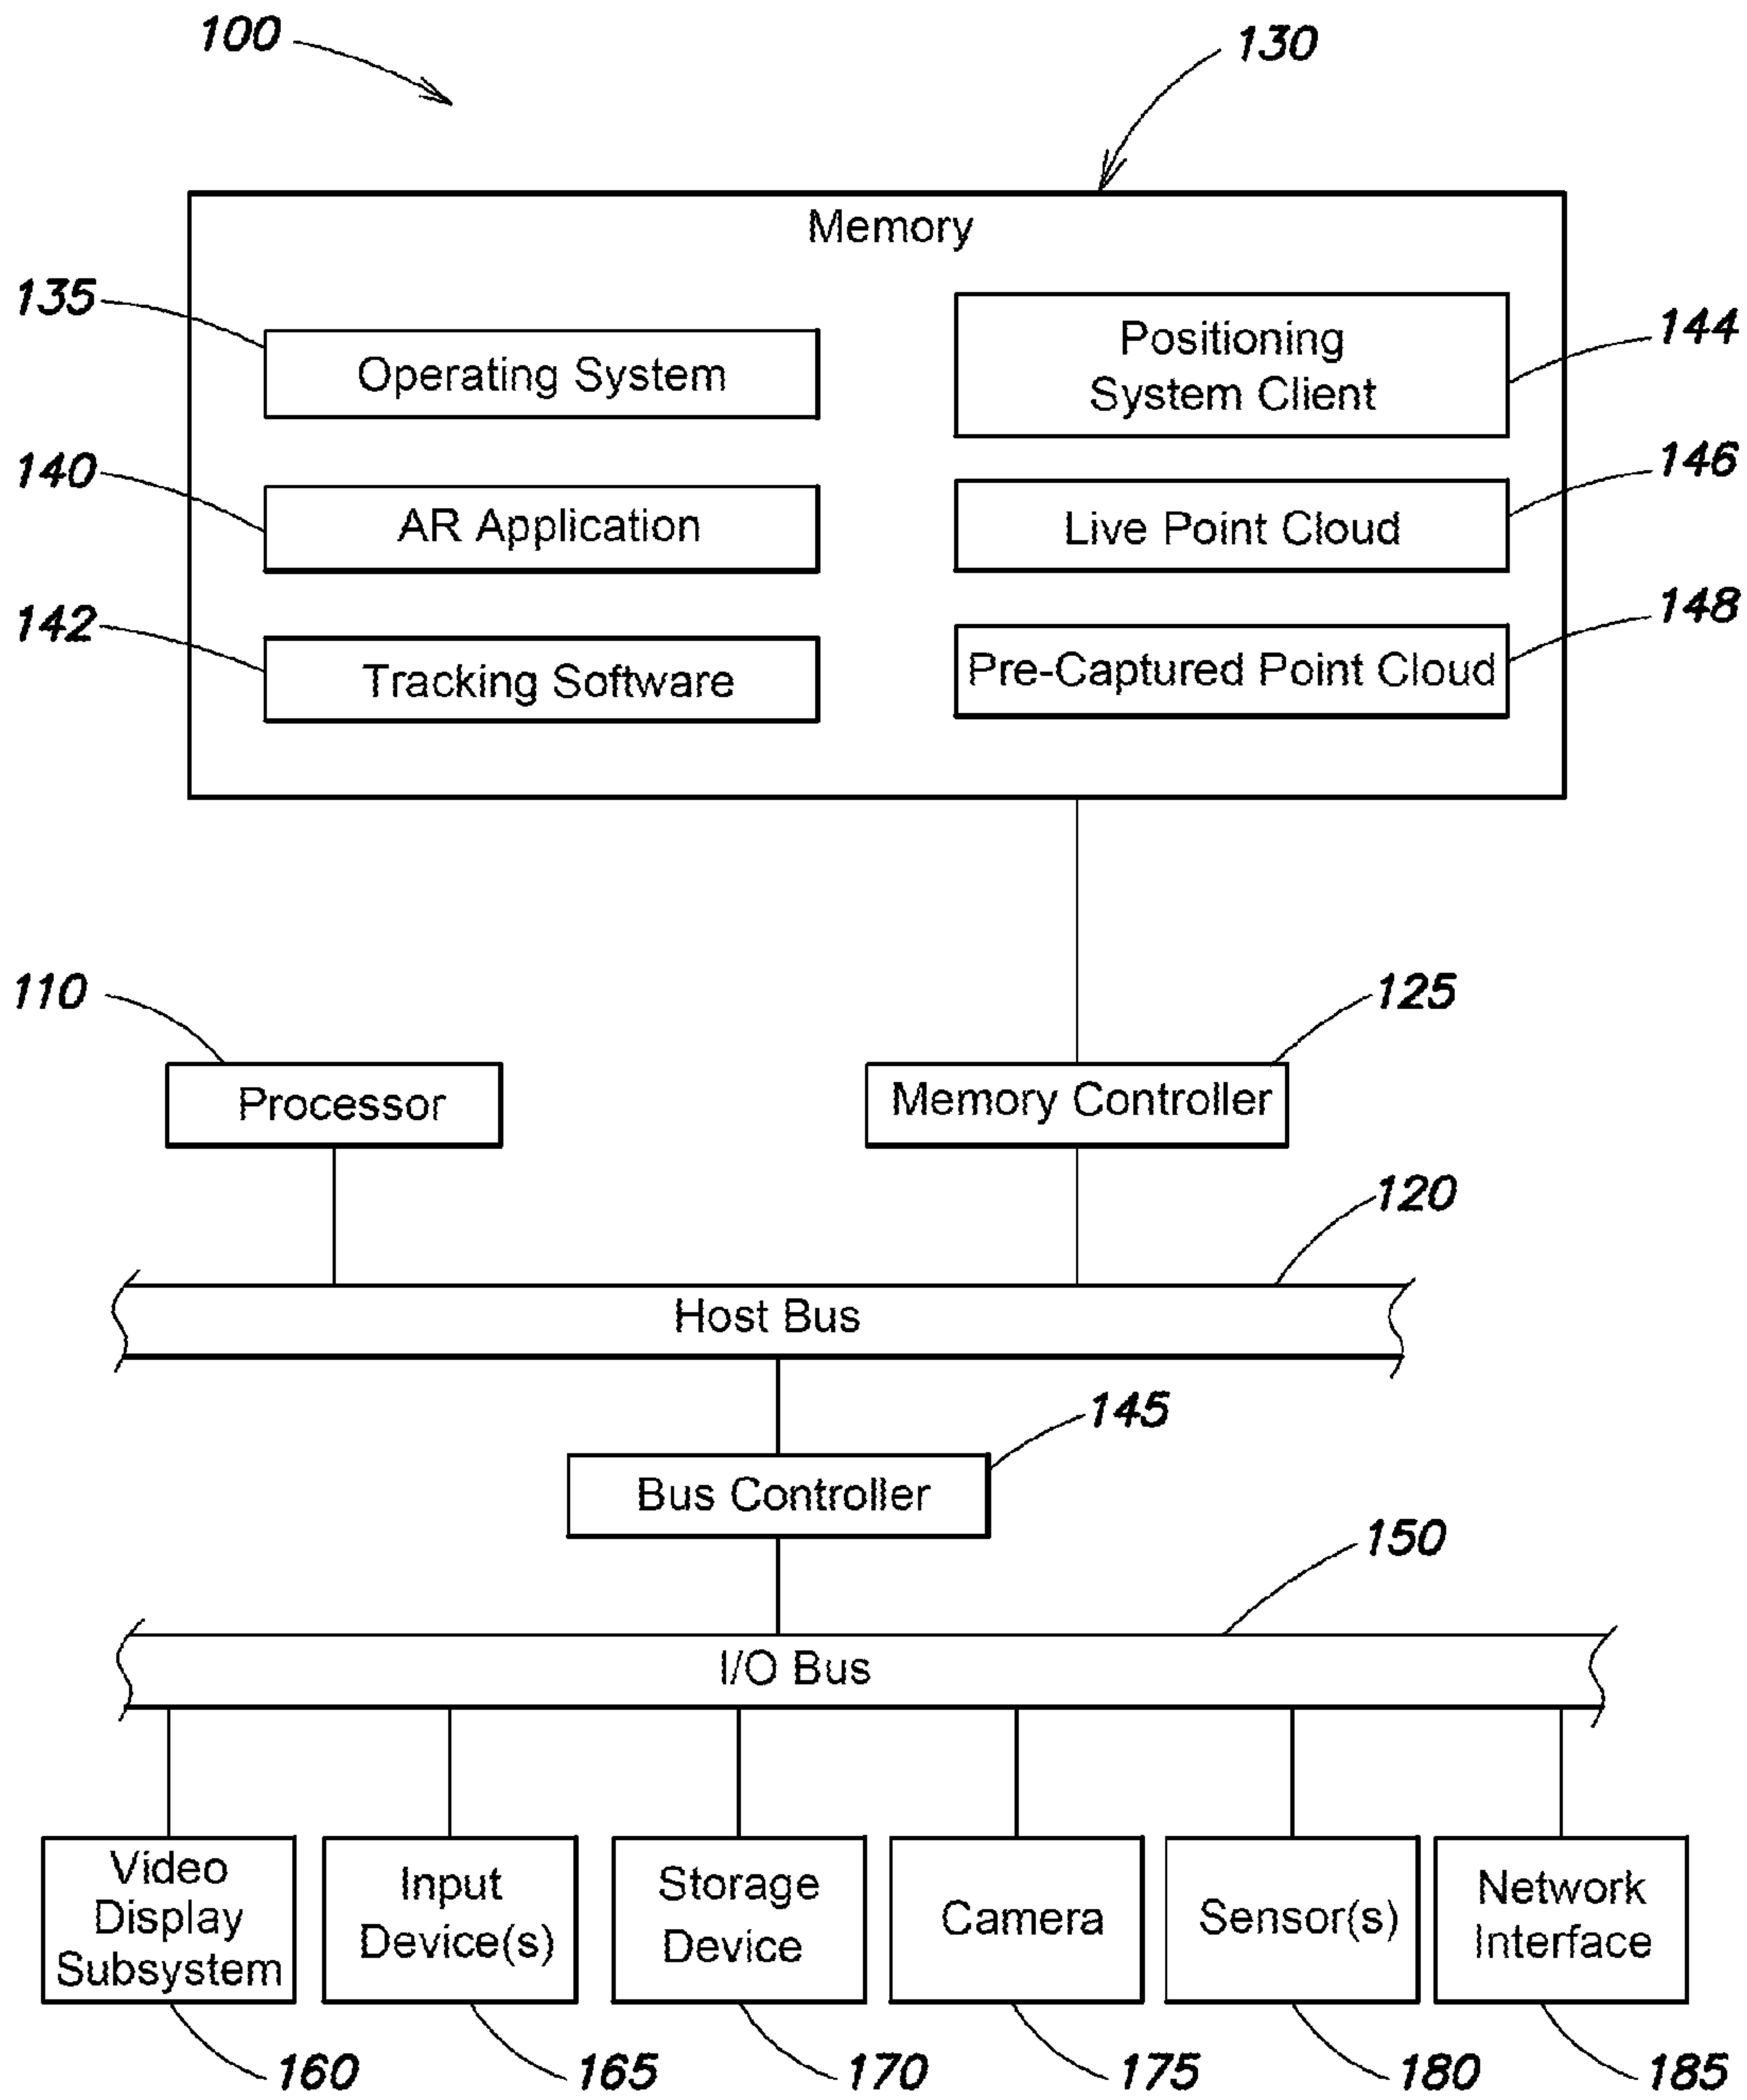 100
130
Memory
135
Operating System
Positioning
System Client
144
140
AR Application
Live Point Cloud
146
142
Tracking Software
Pre-Captured Point Cloud
148
110
Processor
125
Memory Controller
120
Host Bus
145
Bus Controller
150
I/O Bus
Video
Display
Subsystem
Input
Device(s)
Storage
Device
Camera
Sensor(s)
Network
Interface
160
165
170
175
180
185